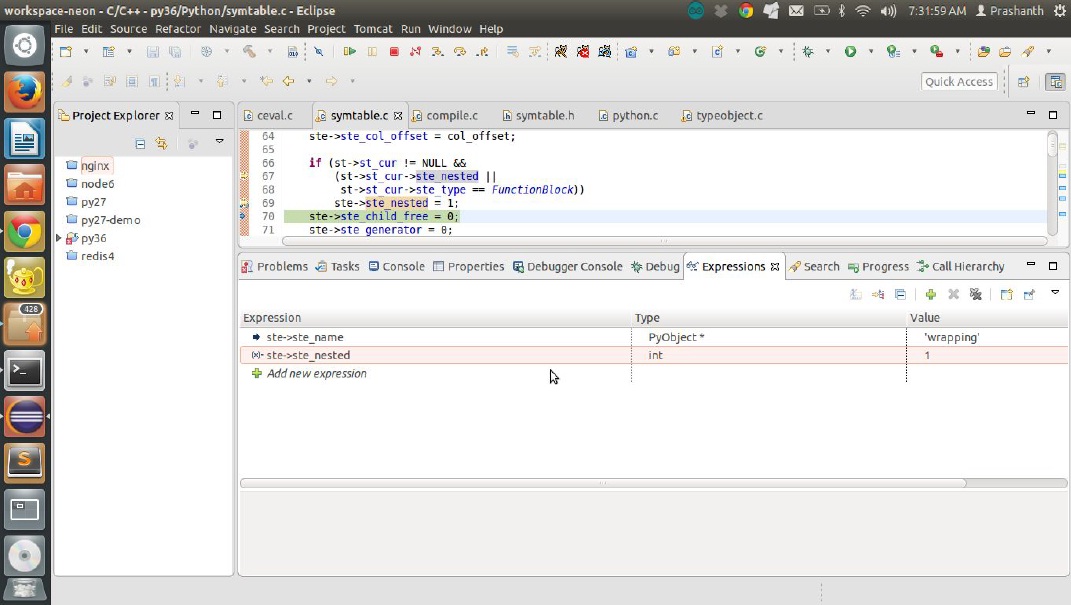 workspace-neon - C/C++ - py36/Python/symtable.c - Eclipse
7:31:59 AM Prashanth
File Edit Source Refactor Navigate Search Project Tomcat Run Window Help
Quick Access
Project Explorer
nginx
node6
py27
py27-demo
py36
redis4
428
ceval.c symtable.c compile.c symtable.h python.c typeobject.c
64 ste->ste_col_offset = col_offset;
65
66 if (st->st_cur != NULL &&
67 (st->st_cur->ste_nested ||
68 st->st_cur->ste_type == FunctionBlock))
69 ste->ste_nested = 1;
70 ste->ste_child_free = 0;
71 ste->ste_generator = 0;
Problems Tasks Console Properties Debugger Console Debug Expressions Search Progress Call Hierarchy
Expression Type Value
ste->ste_name PyObject * 'wrapping'
(x)= ste->ste_nested int 1
Add new expression